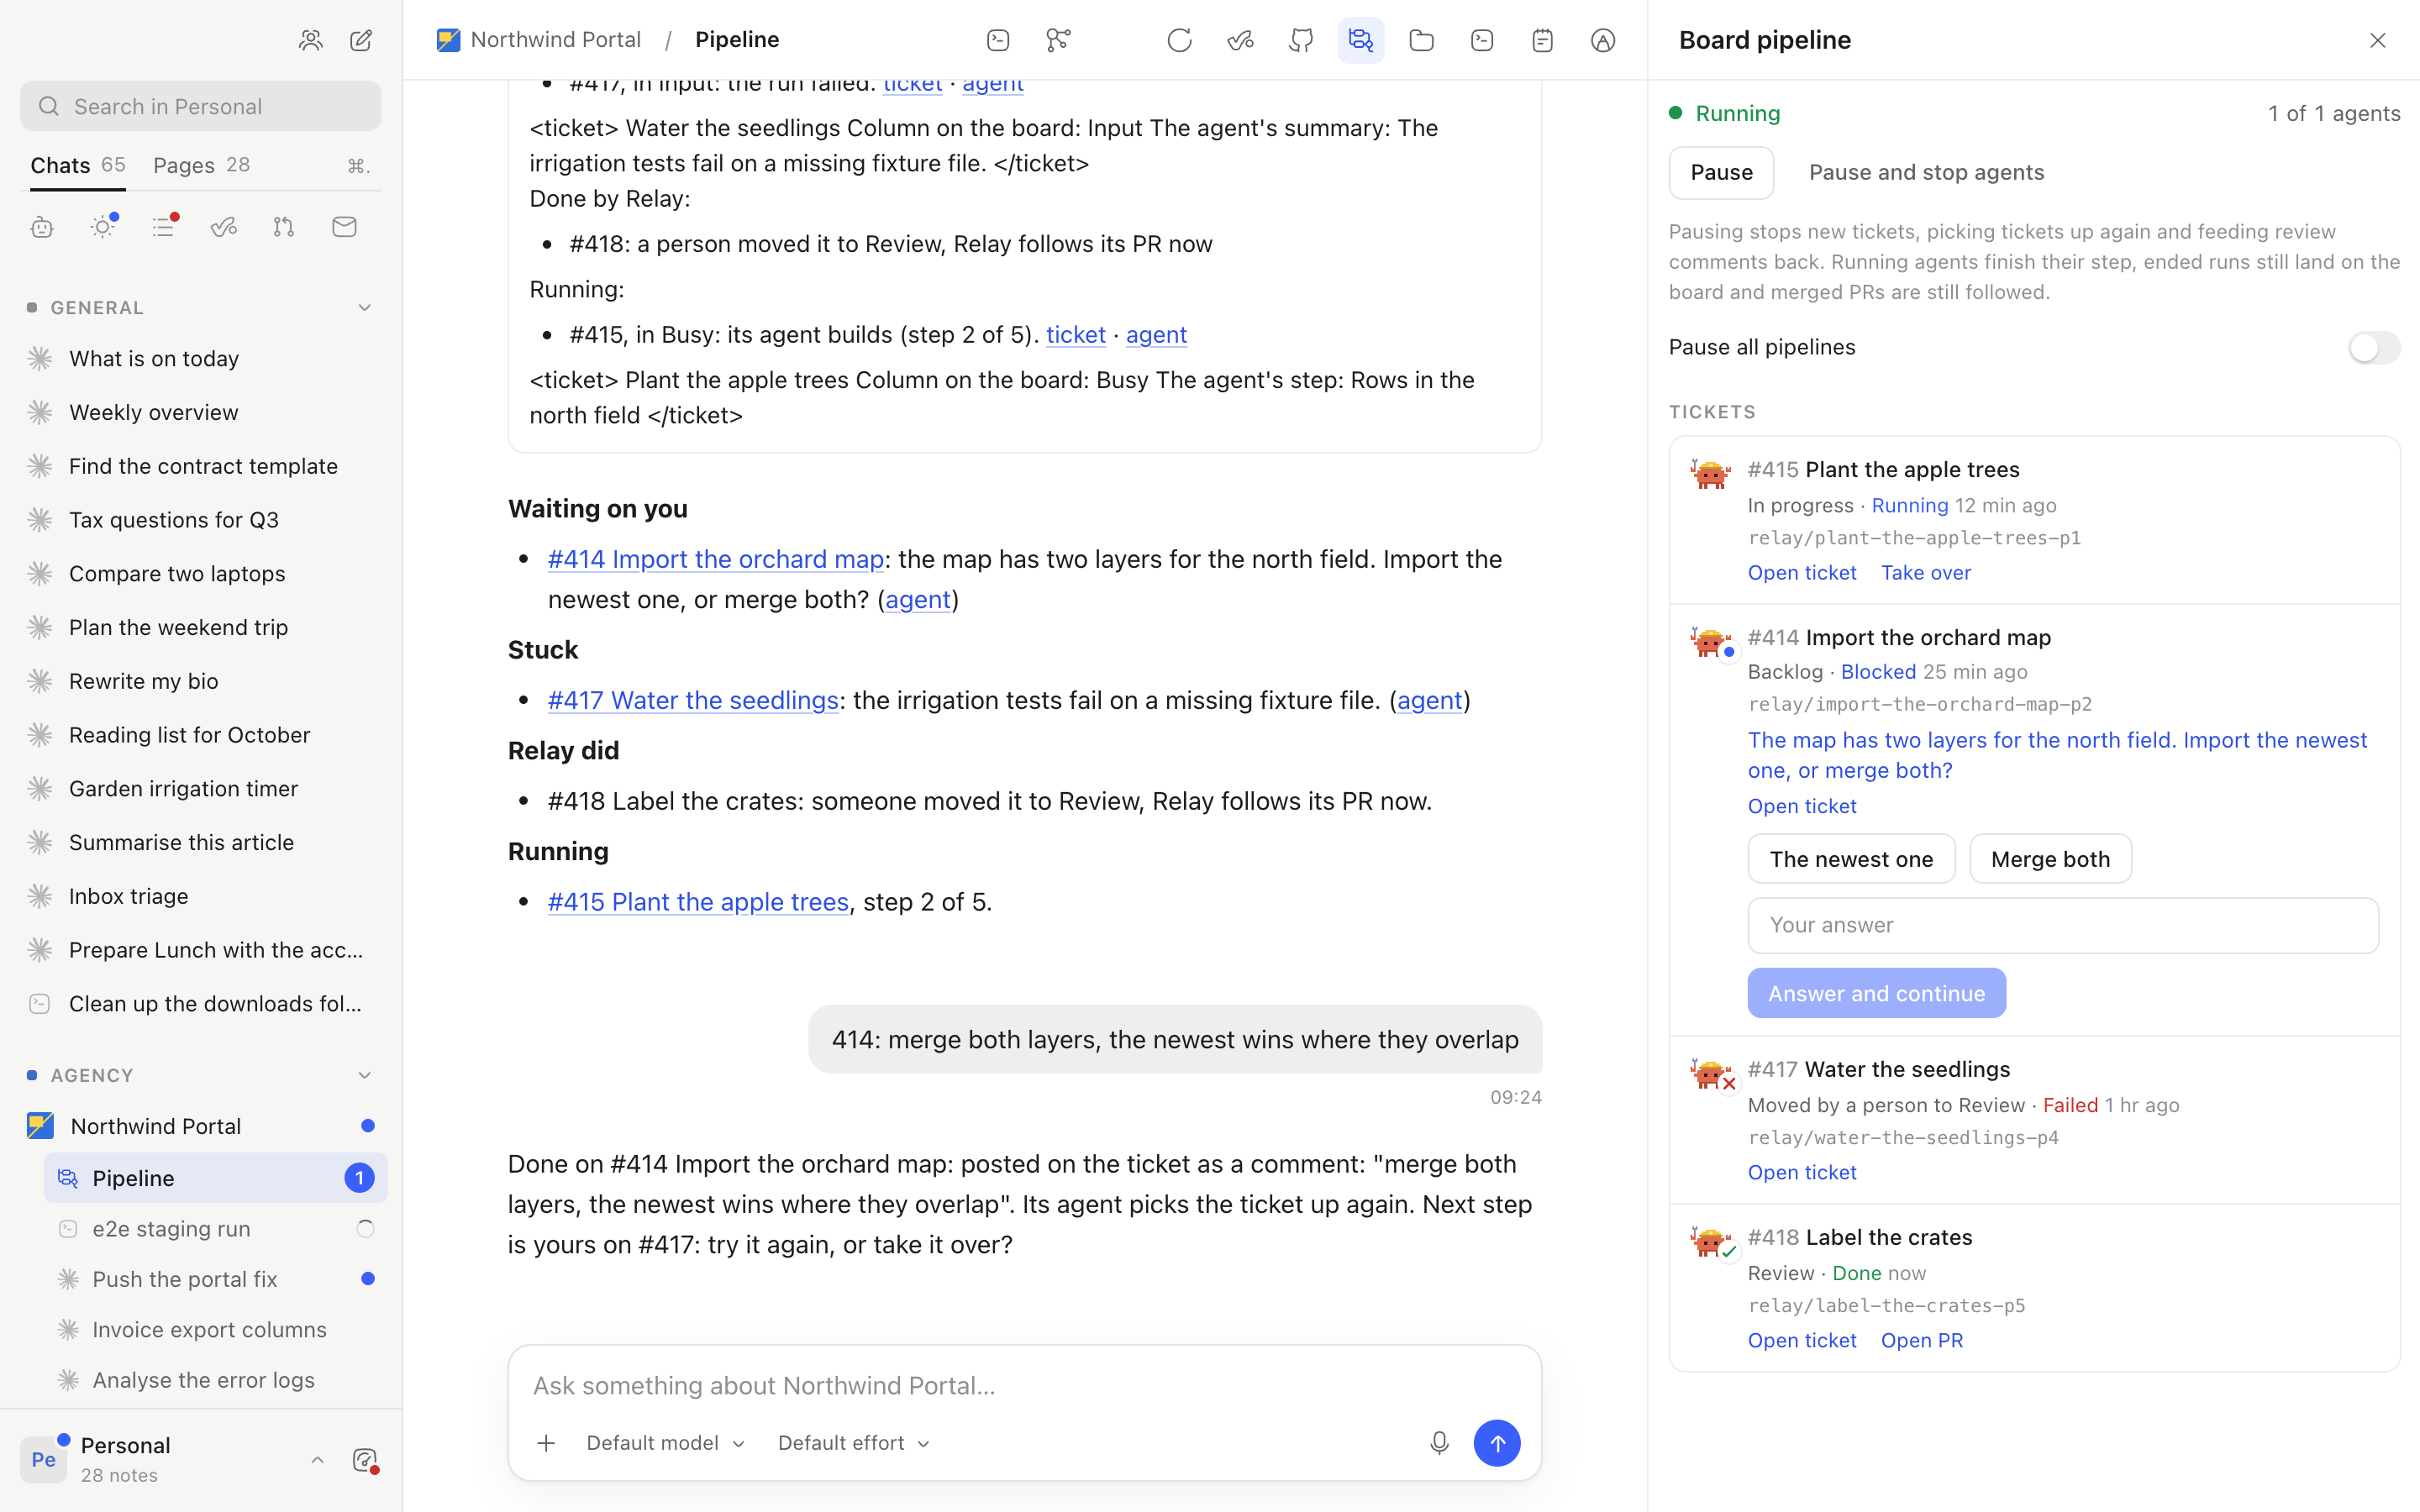 Search in Personal
Chats 65
Pages 28
⌘.
GENERAL
What is on today
Weekly overview
Find the contract template
Tax questions for Q3
Compare two laptops
Plan the weekend trip
Rewrite my bio
Reading list for October
Garden irrigation timer
Summarise this article
Inbox triage
Prepare Lunch with the acc...
Clean up the downloads fol...
AGENCY
Northwind Portal
Pipeline 1
e2e staging run
Push the portal fix
Invoice export columns
Analyse the error logs
Pe
Personal
28 notes
Northwind Portal / Pipeline
#417, in Input: the run failed. ticket · agent
<ticket> Water the seedlings Column on the board: Input The agent's summary: The
irrigation tests fail on a missing fixture file. </ticket>
Done by Relay:
#418: a person moved it to Review, Relay follows its PR now
Running:
#415, in Busy: its agent builds (step 2 of 5). ticket · agent
<ticket> Plant the apple trees Column on the board: Busy The agent's step: Rows in the
north field </ticket>
Waiting on you
#414 Import the orchard map: the map has two layers for the north field. Import the
newest one, or merge both? (agent)
Stuck
#417 Water the seedlings: the irrigation tests fail on a missing fixture file. (agent)
Relay did
#418 Label the crates: someone moved it to Review, Relay follows its PR now.
Running
#415 Plant the apple trees, step 2 of 5.
414: merge both layers, the newest wins where they overlap
09:24
Done on #414 Import the orchard map: posted on the ticket as a comment: "merge both
layers, the newest wins where they overlap". Its agent picks the ticket up again. Next step
is yours on #417: try it again, or take it over?
Ask something about Northwind Portal...
Default model
Default effort
Board pipeline
Running
1 of 1 agents
Pause
Pause and stop agents
Pausing stops new tickets, picking tickets up again and feeding review
comments back. Running agents finish their step, ended runs still land on the
board and merged PRs are still followed.
Pause all pipelines
TICKETS
#415 Plant the apple trees
In progress · Running 12 min ago
relay/plant-the-apple-trees-p1
Open ticket Take over
#414 Import the orchard map
Backlog · Blocked 25 min ago
relay/import-the-orchard-map-p2
The map has two layers for the north field. Import the newest
one, or merge both?
Open ticket
The newest one
Merge both
Your answer
Answer and continue
#417 Water the seedlings
Moved by a person to Review · Failed 1 hr ago
relay/water-the-seedlings-p4
Open ticket
#418 Label the crates
Review · Done now
relay/label-the-crates-p5
Open ticket Open PR